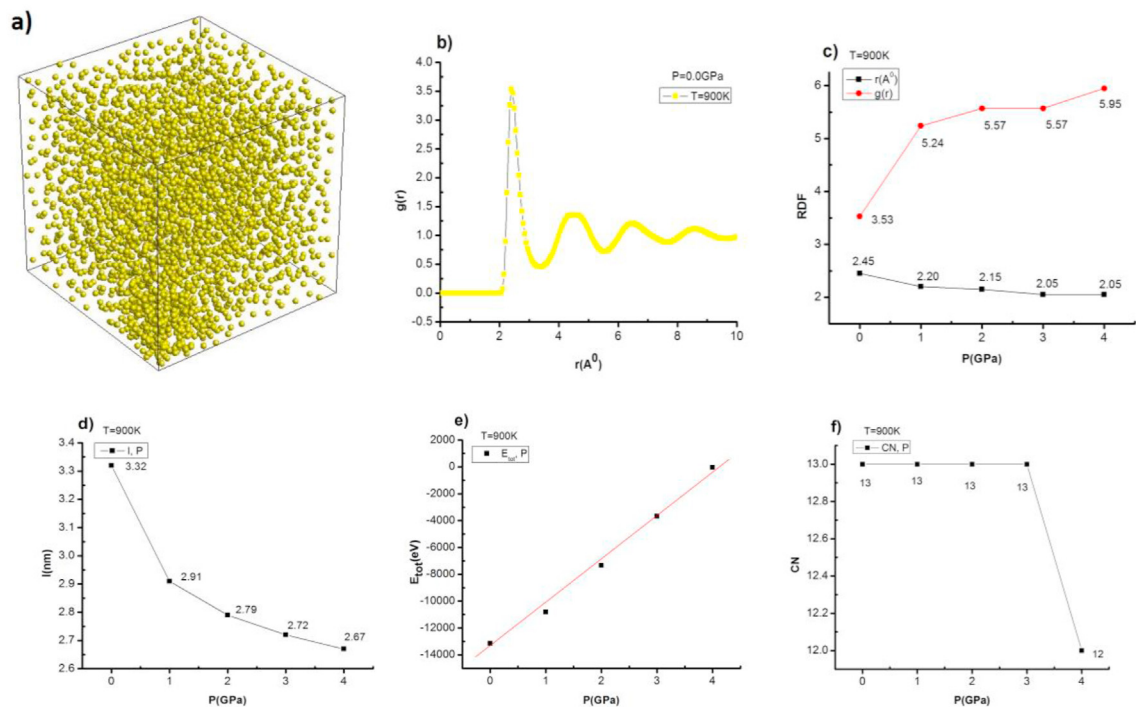 a)
b)
P=0.0GPa
T=900K
4.0
3.5
3.0
2.5
2.0
1.5
1.0
0.5
0.0
-0.5
g(r)
0 2 4 6 8 10
r(A⁰)
c)
T=900K
r(A⁰)
g(r)
6
5
4
3
2
RDF
3.53
5.24
5.57
5.57
5.95
2.45
2.20
2.15
2.05
2.05
0 1 2 3 4
P(GPa)
d)
T=900K
l, P
3.4
3.3
3.2
3.1
3.0
2.9
2.8
2.7
2.6
l(nm)
3.32
2.91
2.79
2.72
2.67
0 1 2 3 4
P(GPa)
e)
T=900K
E_tot, P
2000
0
-2000
-4000
-6000
-8000
-10000
-12000
-14000
E_tot(eV)
0 1 2 3 4
P(GPa)
f)
T=900K
CN, P
13.0
12.8
12.6
12.4
12.2
12.0
CN
13
13
13
13
12
0 1 2 3 4
P(GPa)